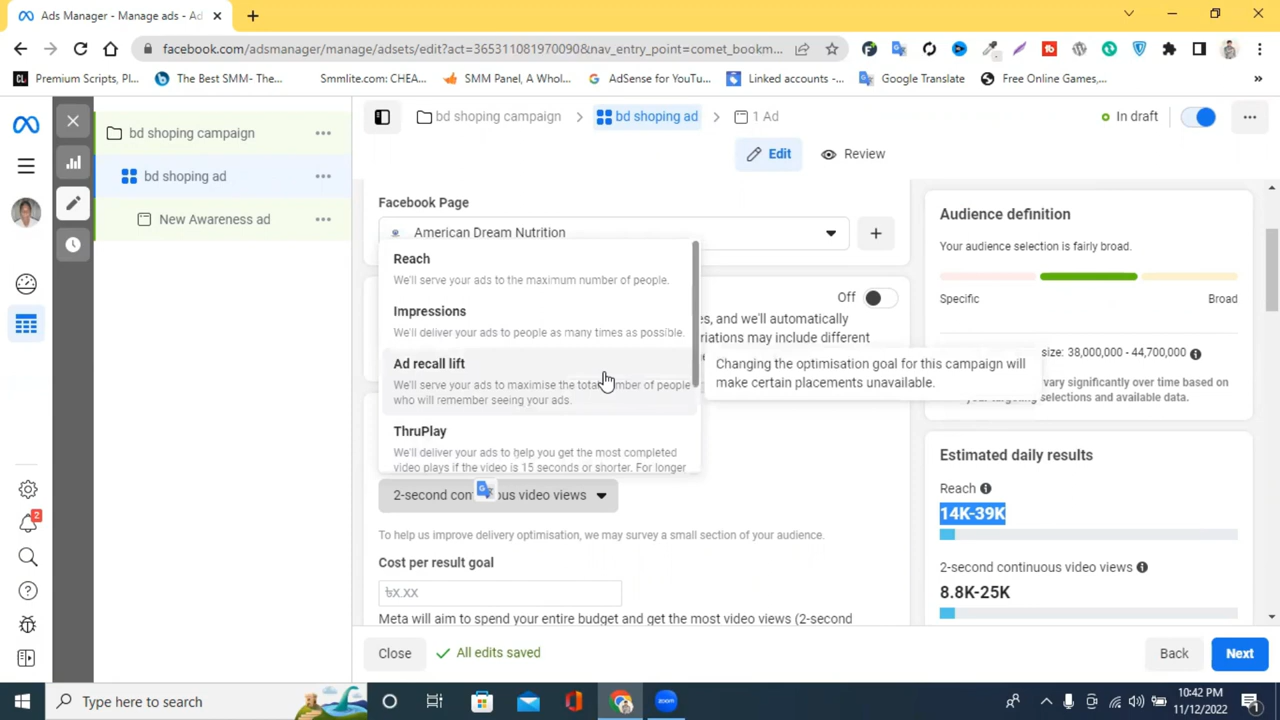 Ads Manager - Manage ads - Ad
facebook.com/adsmanager/manage/adsets/edit?act=365311081970090&nav_entry_point=comet_bookm...
Premium Scripts, Pl...
The Best SMM- The...
Smmlite.com: CHEA...
SMM Panel, A Whol...
AdSense for YouTu...
Linked accounts -...
Google Translate
Free Online Games,...
»
bd shoping campaign
bd shoping ad
New Awareness ad
bd shoping campaign > bd shoping ad > 1 Ad
In draft
Edit
Review
Facebook Page
American Dream Nutrition
Reach
We'll serve your ads to the maximum number of people.
Impressions
We'll deliver your ads to people as many times as possible.
Ad recall lift
We'll serve your ads to maximise the total number of people
who will remember seeing your ads.
ThruPlay
We'll deliver your ads to help you get the most completed
video plays if the video is 15 seconds or shorter. For longer
Off
es, and we'll automatically
riations may include different
Changing the optimisation goal for this campaign will
make certain placements unavailable.
2-second con ous video views
To help us improve delivery optimisation, we may survey a small section of your audience.
Cost per result goal
৳x.XX
Meta will aim to spend your entire budget and get the most video views (2-second
Close
All edits saved
Back
Next
Audience definition
Your audience selection is fairly broad.
Specific
Broad
size: 38,000,000 - 44,700,000
vary significantly over time based on
your targeting selections and available data.
Estimated daily results
Reach
14K-39K
2-second continuous video views
8.8K-25K
2
Type here to search
zoom
10:42 PM
11/12/2022
1